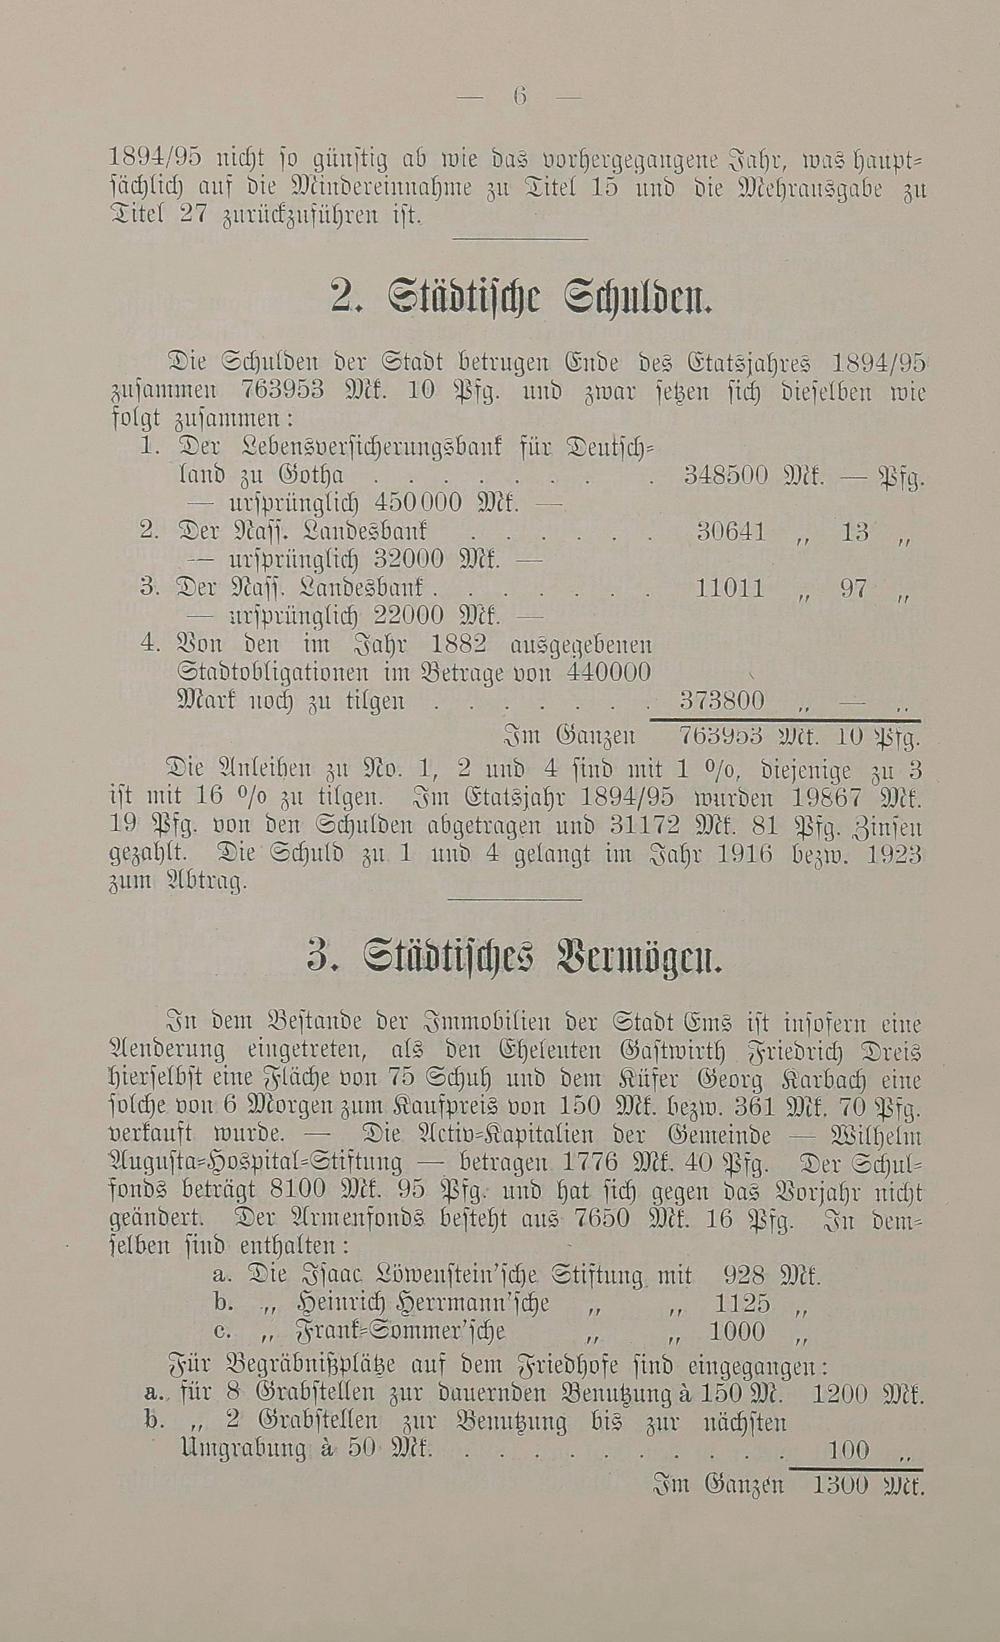 — 6 —
1894/95 nicht so günstig ab wie das vorhergegangene Jahr, was haupt-
sächlich auf die Mindereinnahme zu Titel 15 und die Mehrausgabe zu
Titel 27 zurückzuführen ist.
2. Städtische Schulden.
Die Schulden der Stadt betrugen Ende des Etatsjahres 1894/95
zusammen 763953 Mk. 10 Pfg. und zwar setzen sich dieselben wie
folgt zusammen:
1. Der Lebensversicherungsbank für Deutsch-
land zu Gotha . . . . . . . . 348500 Mk. — Pfg.
— ursprünglich 450000 Mk. —
2. Der Nass. Landesbank . . . . . . 30641 „ 13 „
— ursprünglich 32000 Mk. —
3. Der Nass. Landesbank . . . . . . . 11011 „ 97 „
— ursprünglich 22000 Mk. —
4. Von den im Jahr 1882 ausgegebenen
Stadtobligationen im Betrage von 440000
Mark noch zu tilgen . . . . . . . 373800 „ — „
Im Ganzen 763953 Mk. 10 Pfg.
Die Anleihen zu No. 1, 2 und 4 sind mit 1 %, diejenige zu 3
ist mit 16 % zu tilgen. Im Etatsjahr 1894/95 wurden 19867 Mk.
19 Pfg. von den Schulden abgetragen und 31172 Mk. 81 Pfg. Zinsen
gezahlt. Die Schuld zu 1 und 4 gelangt im Jahr 1916 bezw. 1923
zum Abtrag.
3. Städtisches Vermögen.
In dem Bestande der Immobilien der Stadt Ems ist insofern eine
Aenderung eingetreten, als den Eheleuten Gastwirth Friedrich Dreis
hierselbst eine Fläche von 75 Schuh und dem Küfer Georg Karbach eine
solche von 6 Morgen zum Kaufpreis von 150 Mk. bezw. 361 Mk. 70 Pfg.
verkauft wurde. — Die Activ-Kapitalien der Gemeinde — Wilhelm
Augusta-Hospital-Stiftung — betragen 1776 Mk. 40 Pfg. Der Schul-
fonds beträgt 8100 Mk. 95 Pfg. und hat sich gegen das Vorjahr nicht
geändert. Der Armenfonds besteht aus 7650 Mk. 16 Pfg. In dem-
selben sind enthalten:
a. Die Isaac Löwenstein'sche Stiftung mit 928 Mk.
b. „ Heinrich Herrmann'sche „ „ 1125 „
c. „ Frank-Sommer'sche „ „ 1000 „
Für Begräbnißplätze auf dem Friedhofe sind eingegangen:
a. für 8 Grabstellen zur dauernden Benutzung à 150 M. 1200 Mk.
b. „ 2 Grabstellen zur Benutzung bis zur nächsten
Umgrabung à 50 Mk. . . . . . . . . . . 100 „
Im Ganzen 1300 Mk.